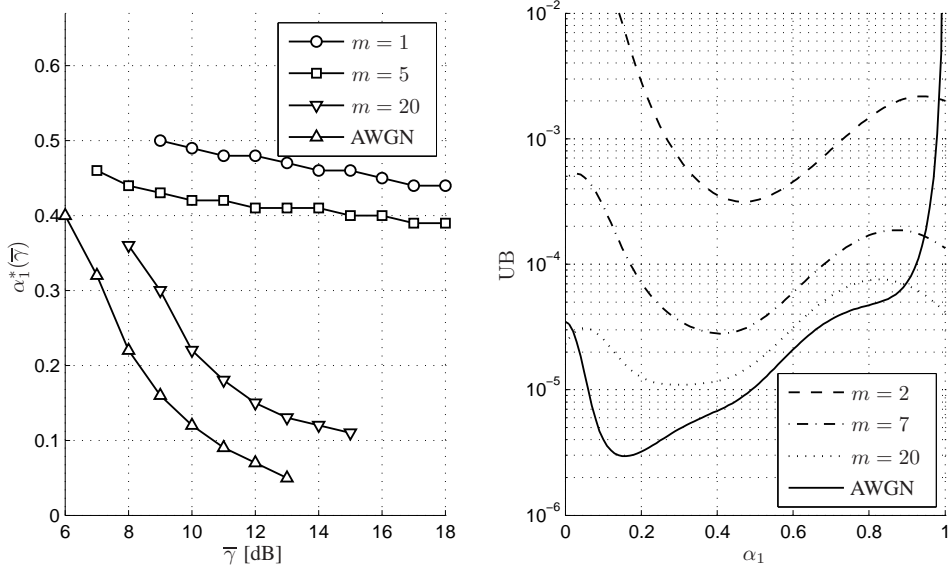 0.6
0.5
0.4
0.3
0.2
0.1
0
α₁*(γ̅)
6 8 10 12 14 16 18
γ̅ [dB]
m = 1
m = 5
m = 20
AWGN
10⁻²
10⁻³
10⁻⁴
10⁻⁵
10⁻⁶
UB
0 0.2 0.4 0.6 0.8 1
α₁
m = 2
m = 7
m = 20
AWGN